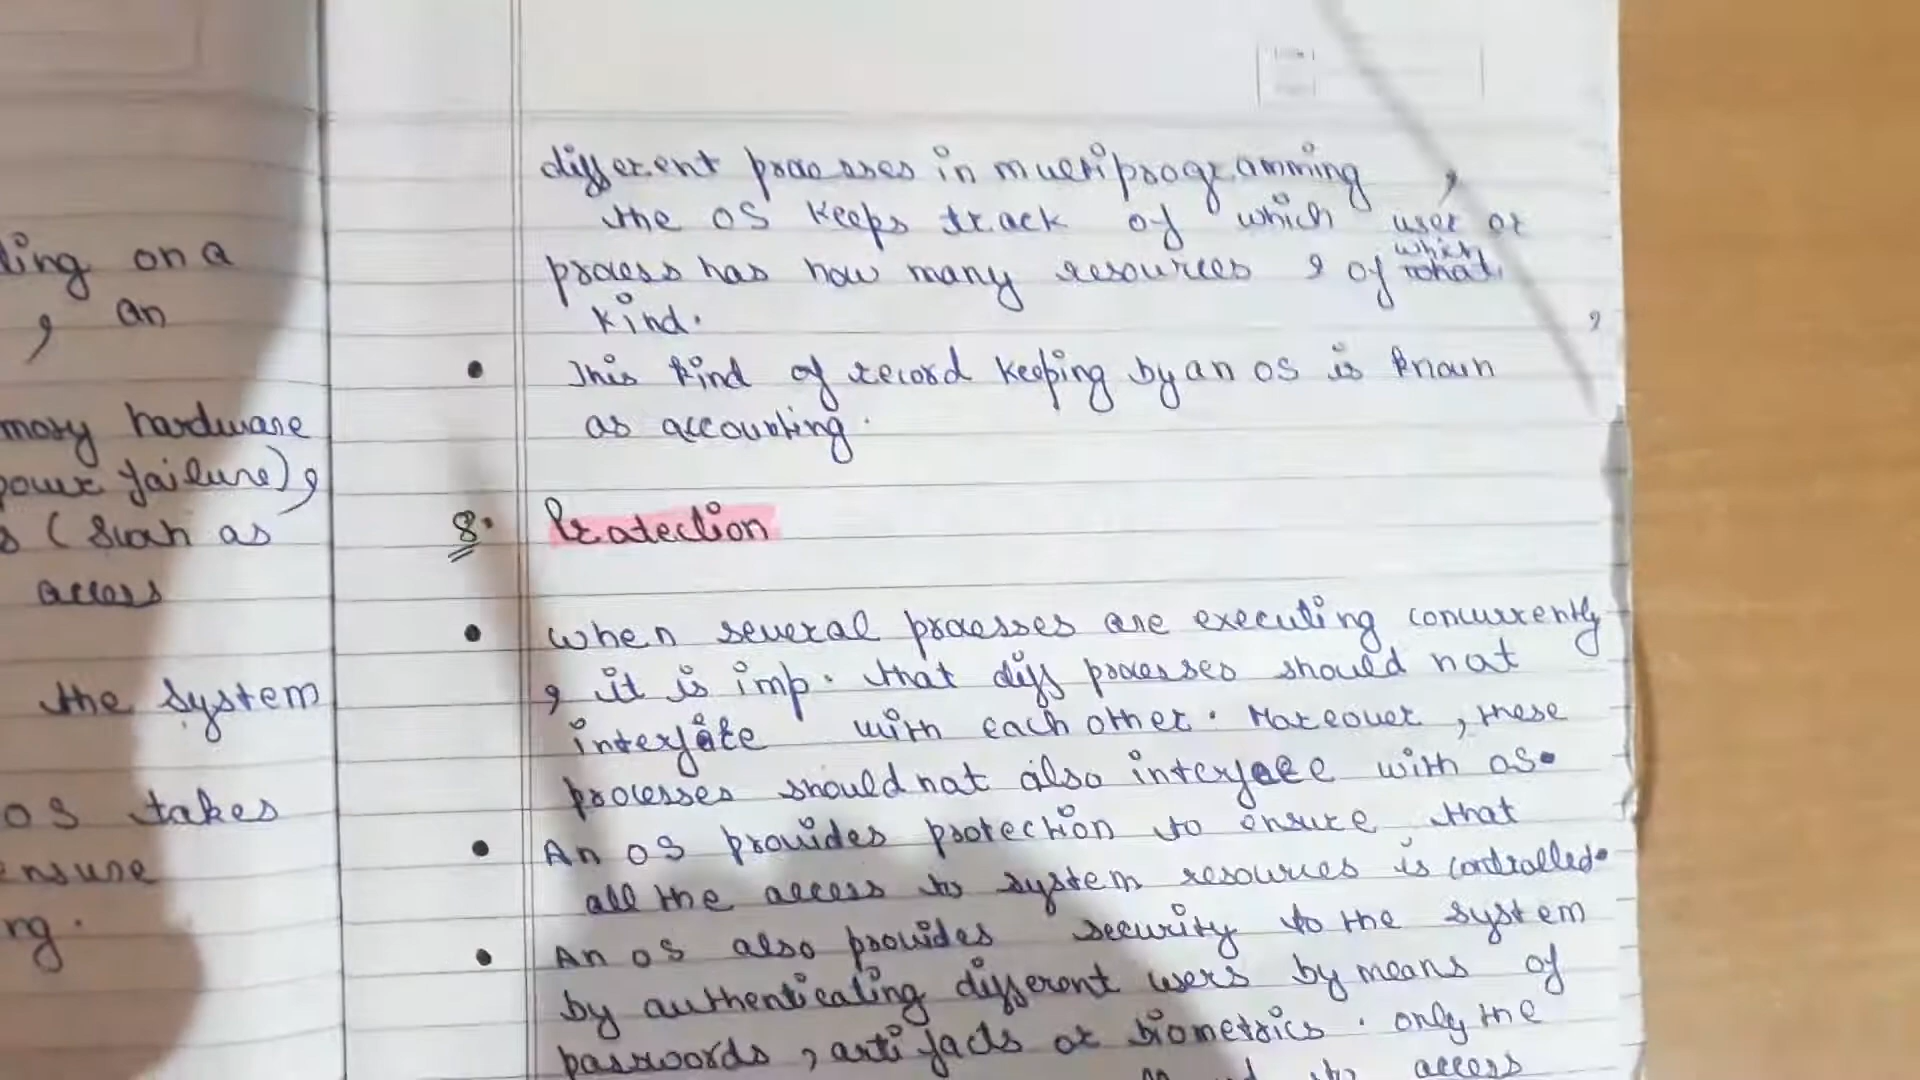 ling on a
, an
mory hardware
power failure),
s (such as
access
the system
OS takes
ensure
ng.
different processes in multiprogramming,
the OS keeps track of which user or
process has how many resources & of which
kind.
• This kind of record keeping by an OS is known
as accounting.
8. Protection
• When several processes are executing concurrently
, it is imp. that diff processes should not
interfere with each other. Moreover, these
processes should not also interfere with OS.
• An OS provides protection to ensure that
all the access to system resources is controlled.
• An OS also provides security to the system
by authenticating different users by means of
passwords, artifacts or biometrics. only the
to access